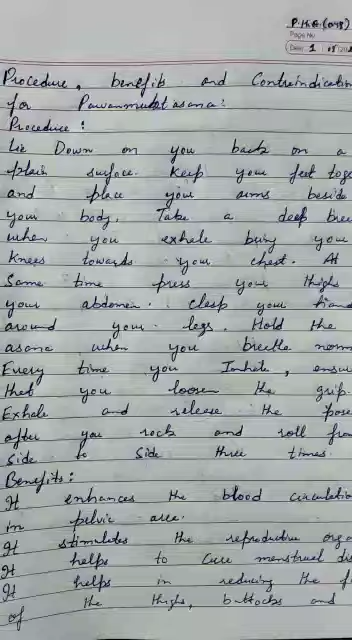 P.H.E. (048)
Page No.
Date: 1
Procedure, benefits and Contraindication
for Pawanmuktasana:
Procedure:
Lie Down on you back on a
plain surface. Keep your feet toge
and place your arms beside
your body. Take a deep brea
when you exhale bring your
Knees towards your chest. At
Same time press your thighs
your abdomen. clasp your hand
around your legs. Hold the
asana when you breathe norm
Every time you Inhale, ensur
that you loosen the grip.
Exhale and release the pose
after you rock and roll from
Side to Side three times.
Benefits:
It enhances the blood circulatio
in pelvic area.
It stimulates the reproductive orga
It helps to cure menstrual dis
It helps in reducing the f
of the thighs, buttocks and